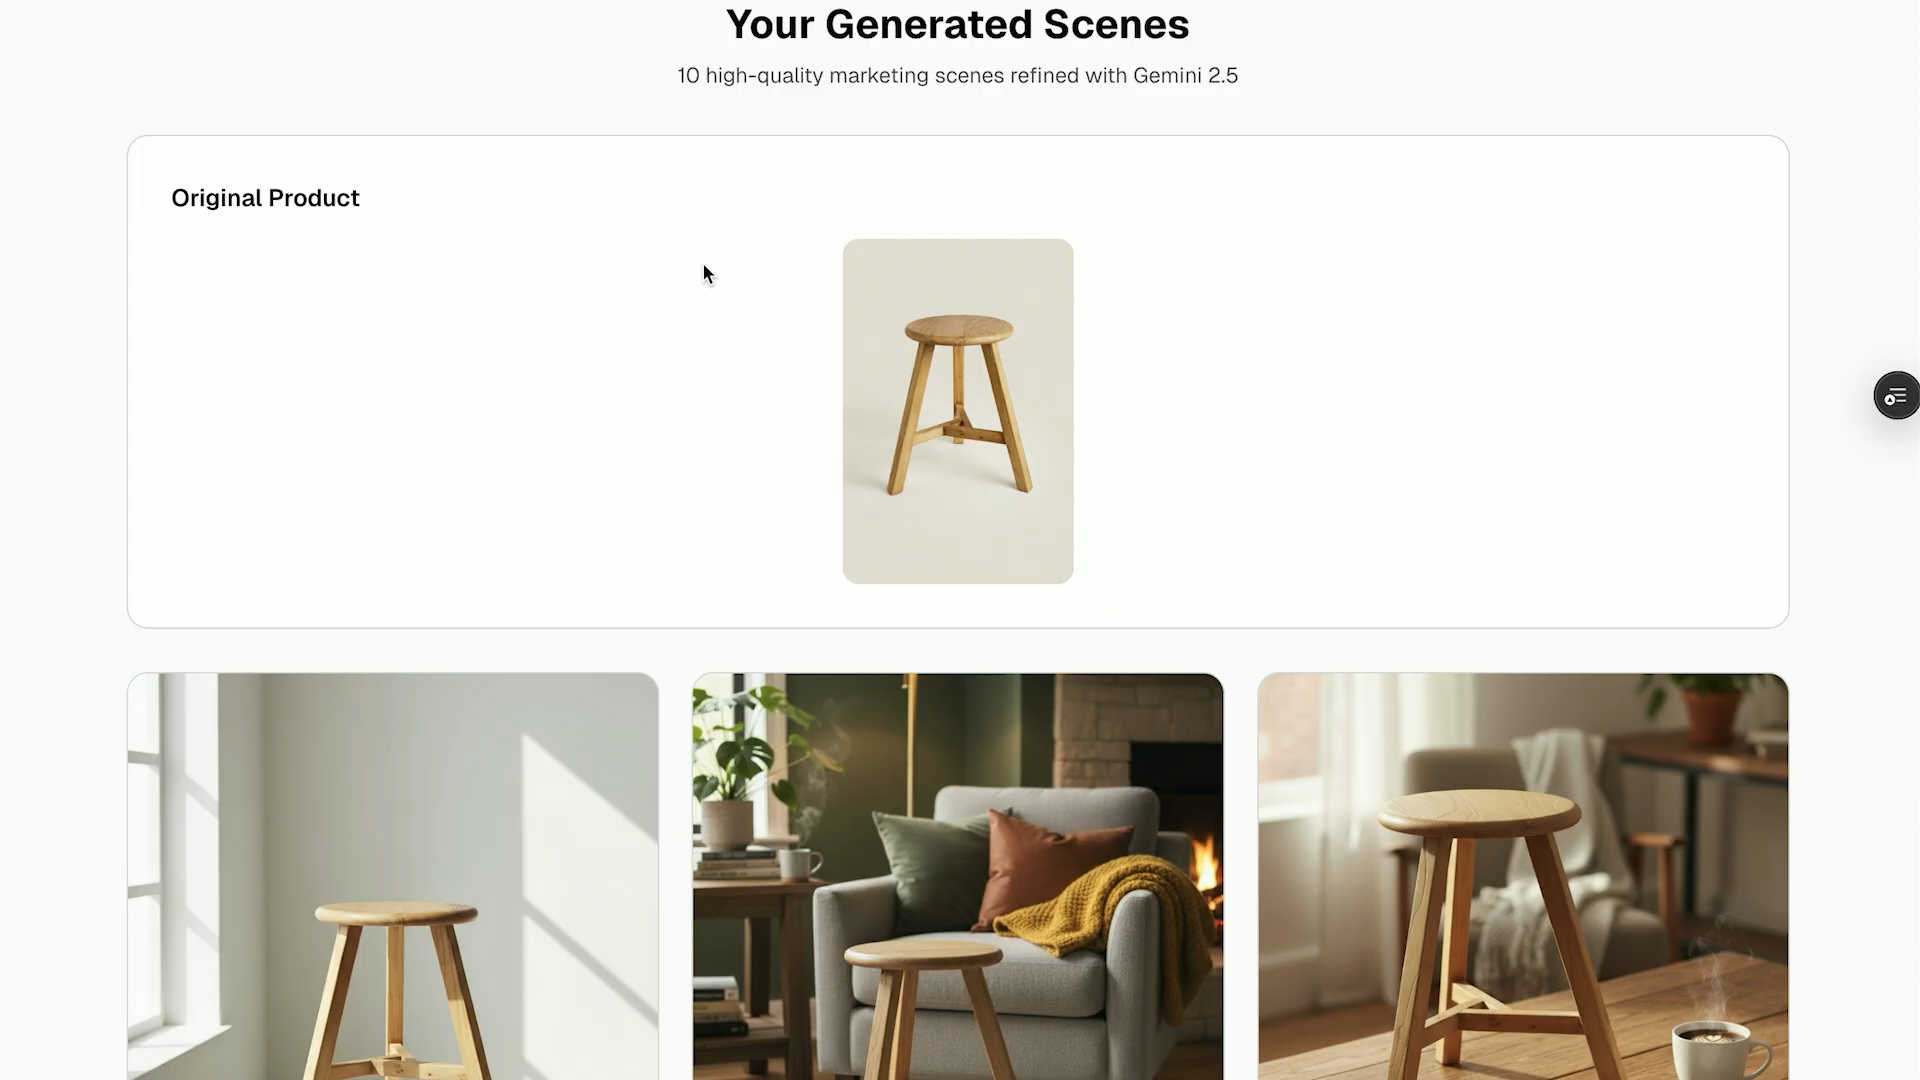 Your Generated Scenes
10 high-quality marketing scenes refined with Gemini 2.5
Original Product